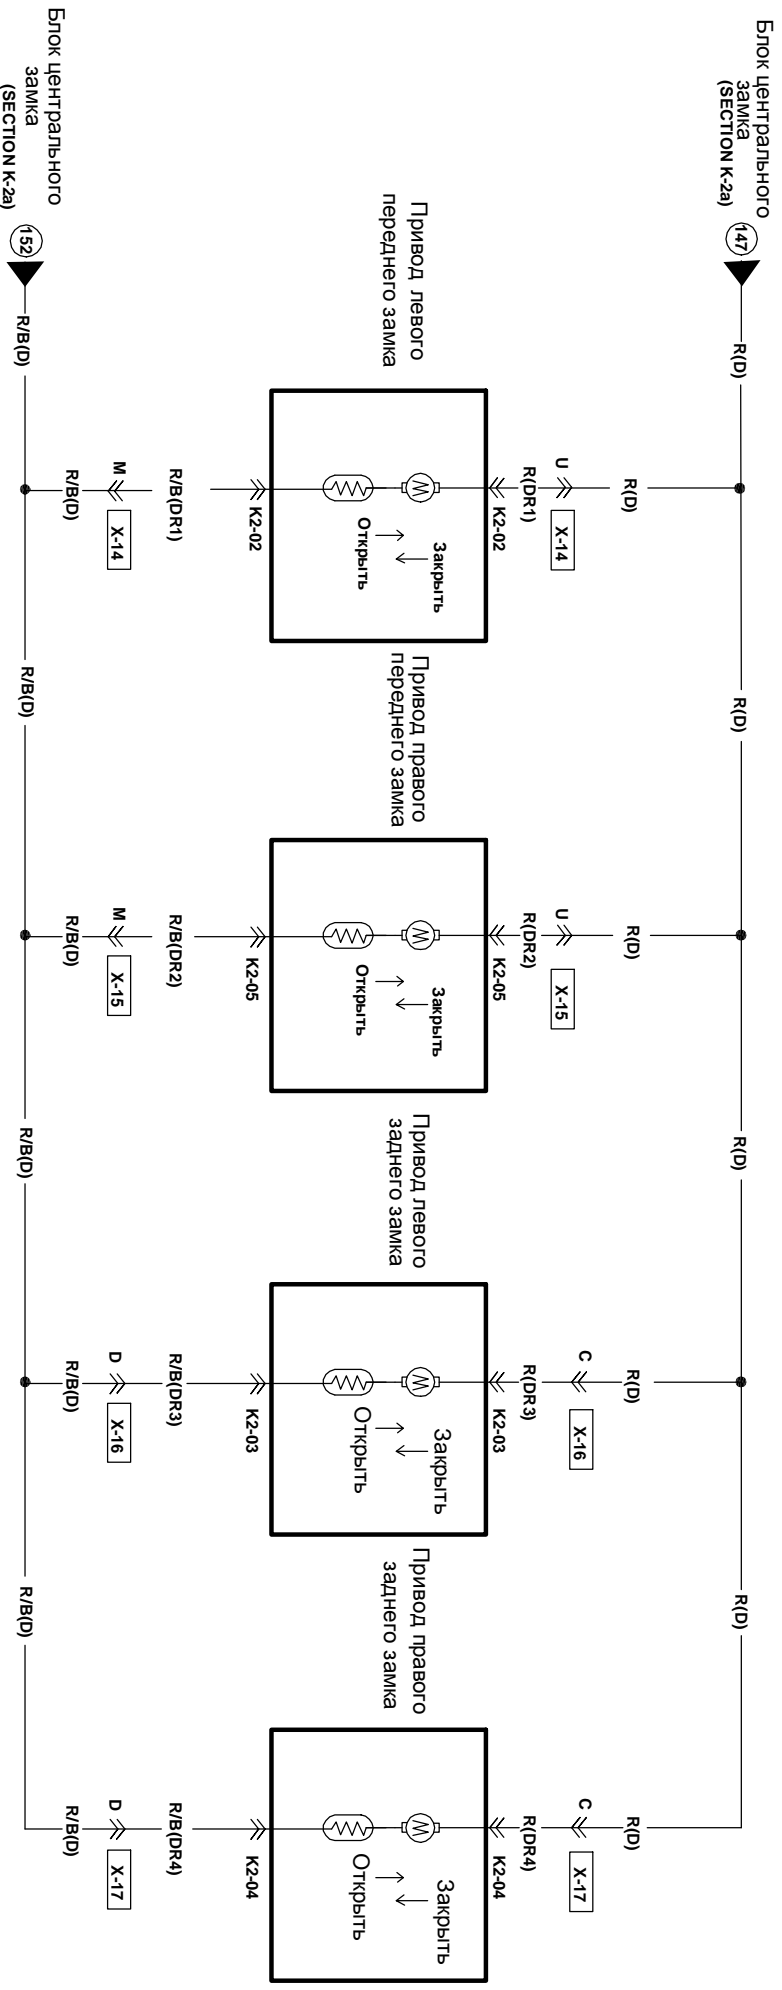 Блок центрального
замка
(SECTION K-2a)
147
R(D)
R(D)
R(D)
R(D)
R(D)
U
X-14
R(DR1)
K2-02
R(D)
U
X-15
R(DR2)
K2-05
R(D)
C
X-16
R(DR3)
K2-03
R(D)
C
X-17
R(DR4)
K2-04
Привод левого
переднего замка
Закрыть
Открыть
Привод правого
переднего замка
Закрыть
Открыть
Привод левого
заднего замка
Закрыть
Открыть
Привод правого
заднего замка
Закрыть
Открыть
K2-02
R/B(DR1)
M
X-14
R/B(D)
K2-05
R/B(DR2)
M
X-15
R/B(D)
K2-03
R/B(DR3)
D
X-16
R/B(D)
K2-04
R/B(DR4)
D
X-17
R/B(D)
Блок центрального
замка
(SECTION K-2a)
152
R/B(D)
R/B(D)
R/B(D)
R/B(D)